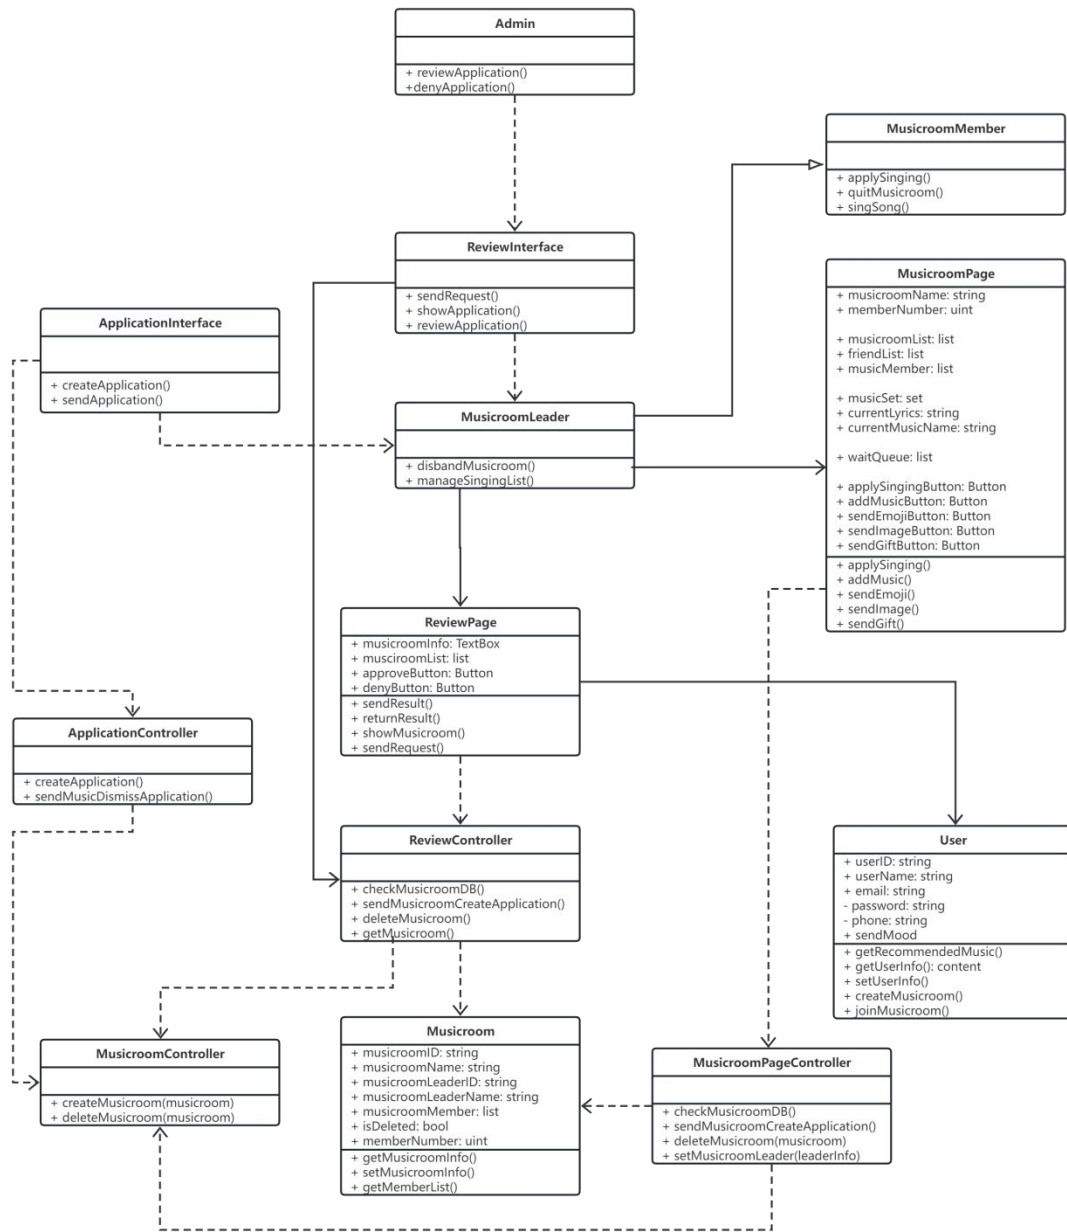 Admin
+ reviewApplication()
+denyApplication()
MusicroomMember
+ applySinging()
+ quitMusicroom()
+ singSong()
ReviewInterface
+ sendRequest()
+ showApplication()
+ reviewApplication()
MusicroomPage
+ musicroomName: string
+ memberNumber: uint
+ musicroomList: list
+ friendList: list
+ musicMember: list
+ musicSet: set
+ currentLyrics: string
+ currentMusicName: string
+ waitQueue: list
+ applySingingButton: Button
+ addMusicButton: Button
+ sendEmojiButton: Button
+ sendImageButton: Button
+ sendGiftButton: Button
+ applySinging()
+ addMusic()
+ sendEmoji()
+ sendImage()
+ sendGift()
ApplicationInterface
+ createApplication()
+ sendApplication()
MusicroomLeader
+ disbandMusicroom()
+ manageSingingList()
ReviewPage
+ musicroomInfo: TextBox
+ musciroomList: list
+ approveButton: Button
+ denyButton: Button
+ sendResult()
+ returnResult()
+ showMusicroom()
+ sendRequest()
ApplicationController
+ createApplication()
+ sendMusicDismissApplication()
ReviewController
+ checkMusicroomDB()
+ sendMusicroomCreateApplication()
+ deleteMusicroom()
+ getMusicroom()
User
+ userID: string
+ userName: string
+ email: string
- password: string
- phone: string
+ sendMood
+ getRecommendedMusic()
+ getUserInfo(): content
+ setUserInfo()
+ createMusicroom()
+ joinMusicroom()
MusicroomController
+ createMusicroom(musicroom)
+ deleteMusicroom(musicroom)
Musicroom
+ musicroomID: string
+ musicroomName: string
+ musicroomLeaderID: string
+ musicroomLeaderName: string
+ musicroomMember: list
+ isDeleted: bool
+ memberNumber: uint
+ getMusicroomInfo()
+ setMusicroomInfo()
+ getMemberList()
MusicroomPageController
+ checkMusicroomDB()
+ sendMusicroomCreateApplication()
+ deleteMusicroom(musicroom)
+ setMusicroomLeader(leaderInfo)